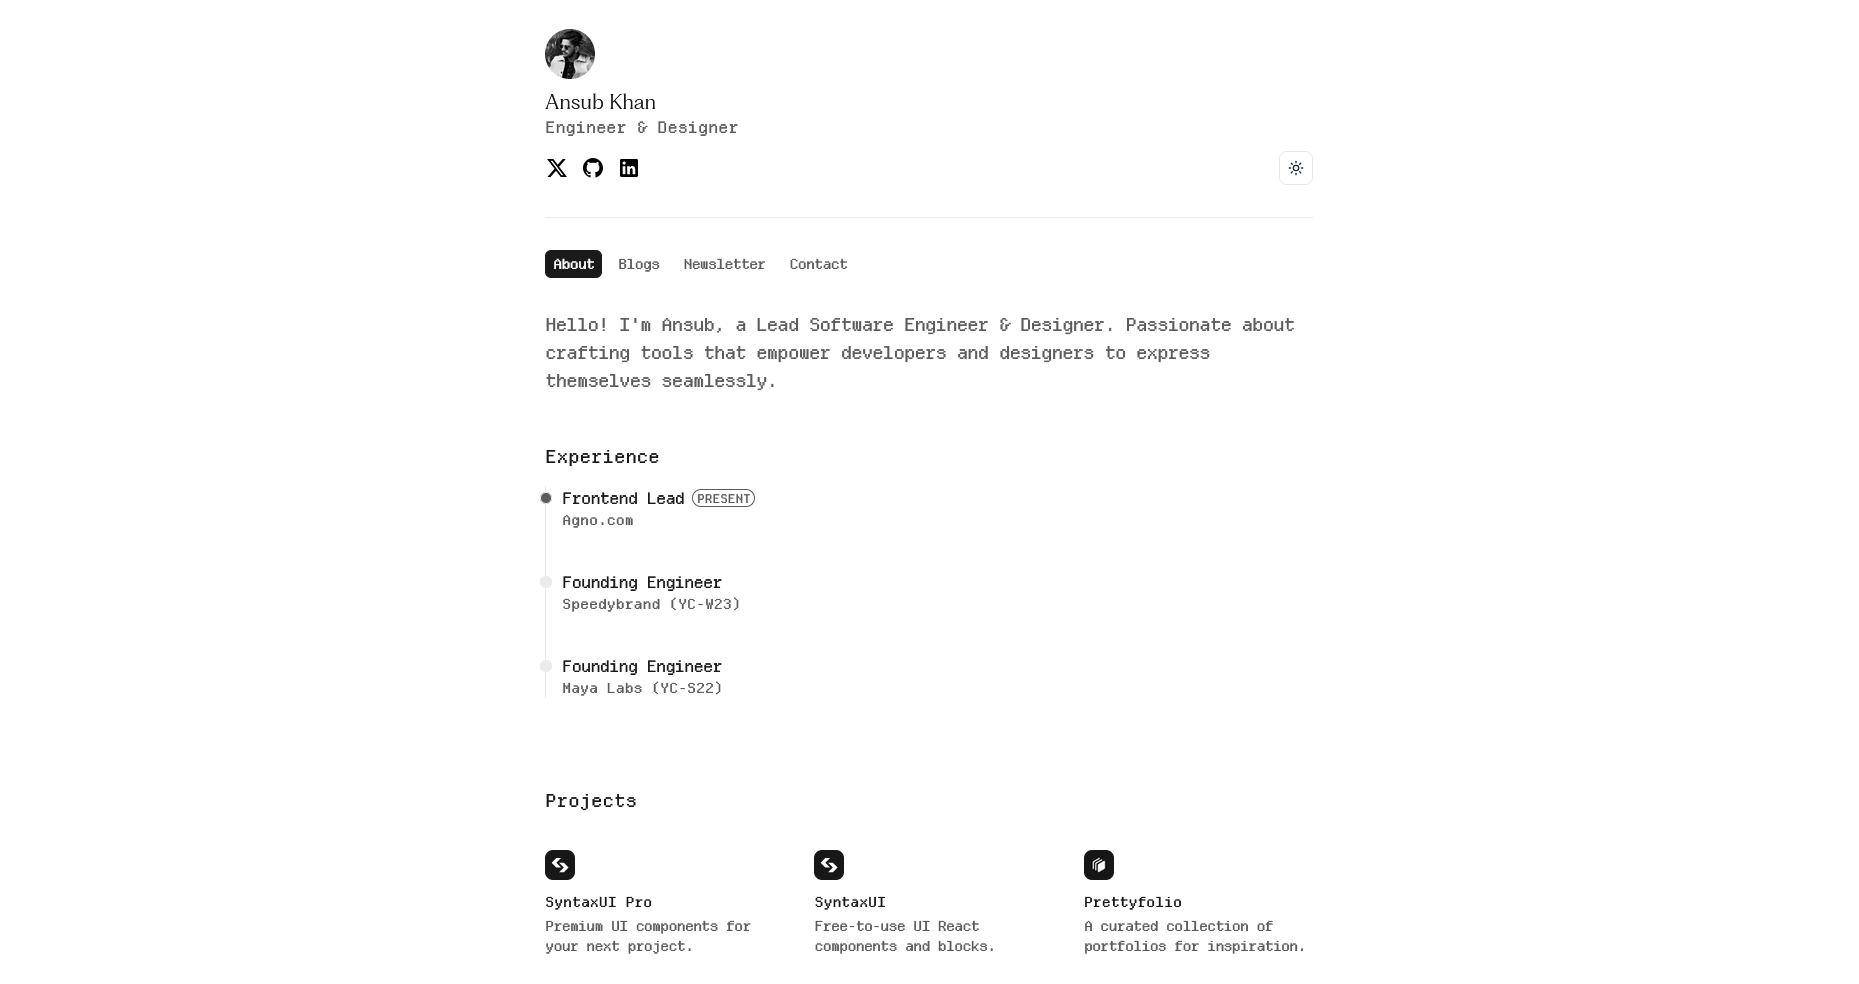 Ansub Khan
Engineer & Designer
About Blogs Newsletter Contact
Hello! I'm Ansub, a Lead Software Engineer & Designer. Passionate about
crafting tools that empower developers and designers to express
themselves seamlessly.
Experience
Frontend Lead PRESENT
Agno.com
Founding Engineer
Speedybrand (YC-W23)
Founding Engineer
Maya Labs (YC-S22)
Projects
SyntaxUI Pro
Premium UI components for
your next project.
SyntaxUI
Free-to-use UI React
components and blocks.
Prettyfolio
A curated collection of
portfolios for inspiration.